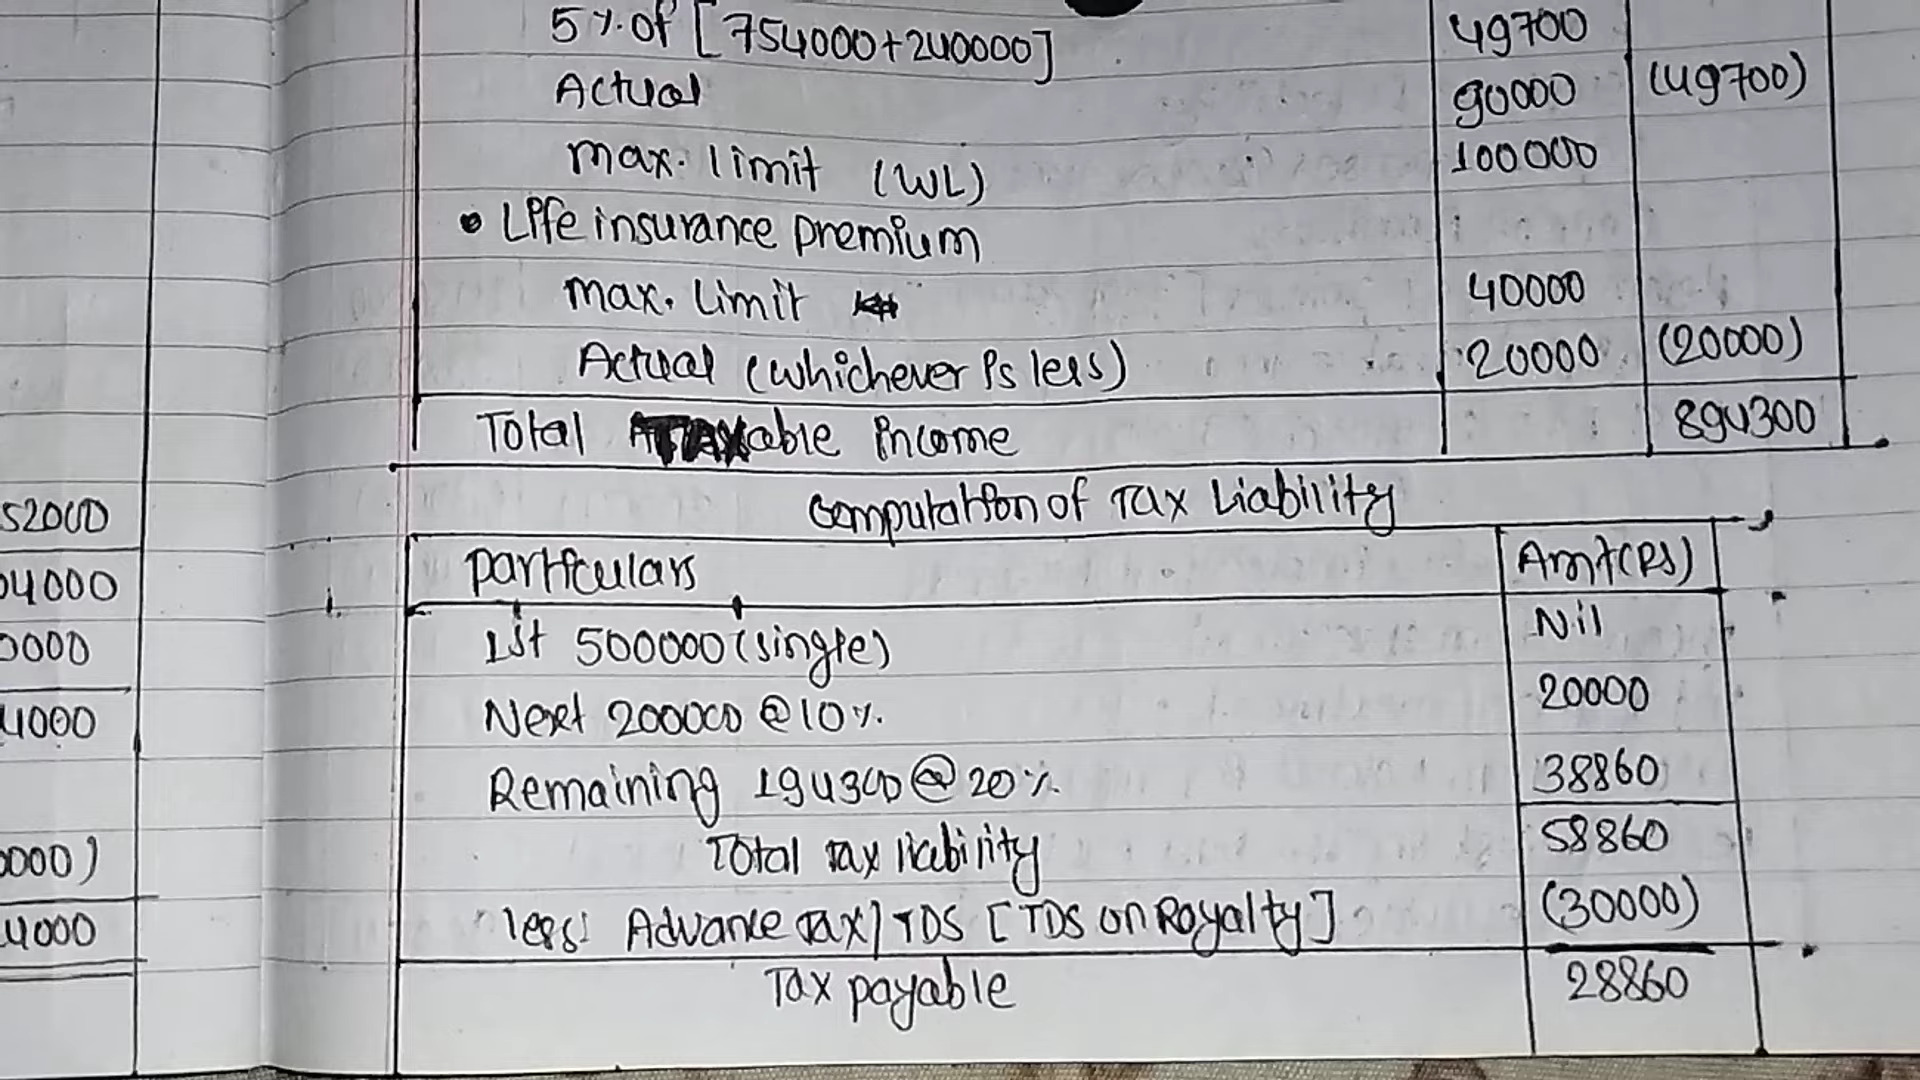 5%.of [754000+240000] 49700
Actual 90000 (49700)
max. limit (WL) 100000
• Life insurance premium
max. Limit 40000
Actual (whichever is less) 20000 (20000)
Total Taxable income 894300
computation of Tax Liability
particulars Amt(Rs)
1st 500000 (single) Nil
Next 200000 @ 10%. 20000
Remaining 194300 @ 20%. 38860
Total tax liability 58860
less: Advance tax/TDS [TDS on Royalty] (30000)
Tax payable 28860
52000
04000
0000
4000
0000)
4000